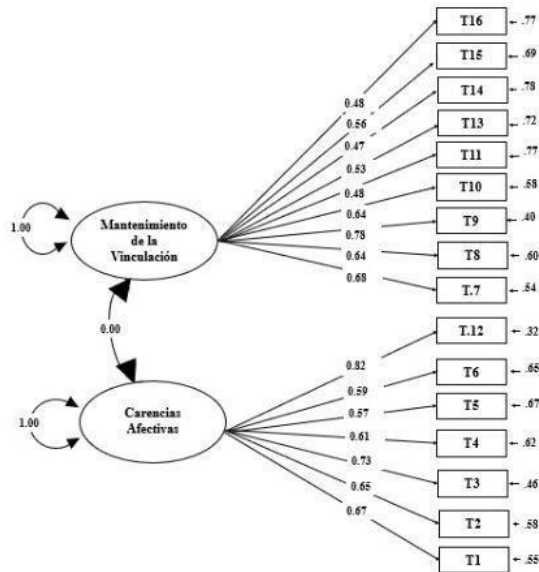 T16
.77
T15
.69
T14
.78
T13
.72
T11
.77
T10
.58
T9
.40
T8
.60
T.7
.54
0.48
0.56
0.47
0.53
0.48
0.64
0.78
0.64
0.68
1.00
Mantenimiento
de la
Vinculación
0.00
T.12
.32
T6
.65
T5
.67
T4
.62
T3
.46
T2
.58
T1
.55
0.82
0.59
0.57
0.61
0.73
0.65
0.67
1.00
Carencias
Afectivas